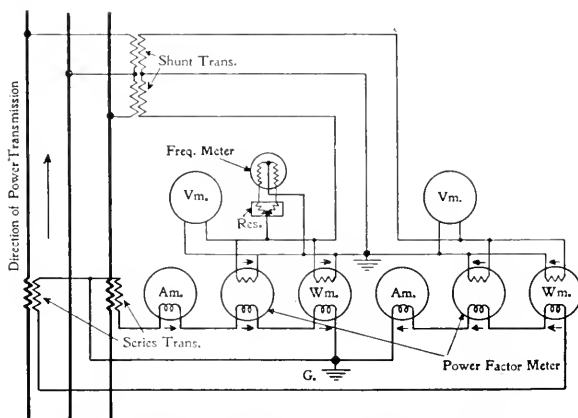 Direction of Power Transmission
Shunt Trans.
Freq. Meter
Vm.
Res.
Vm.
Am.
Wm.
Am.
Wm.
Series Trans.
G.
Power Factor Meter